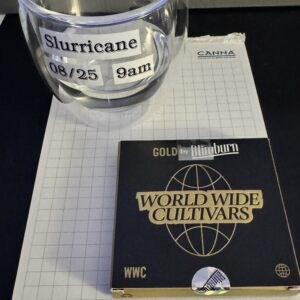 Slurricane
08/25 9am
CANNA
GOLD by Blimburn
WORLD WIDE
CULTIVARS
WWC